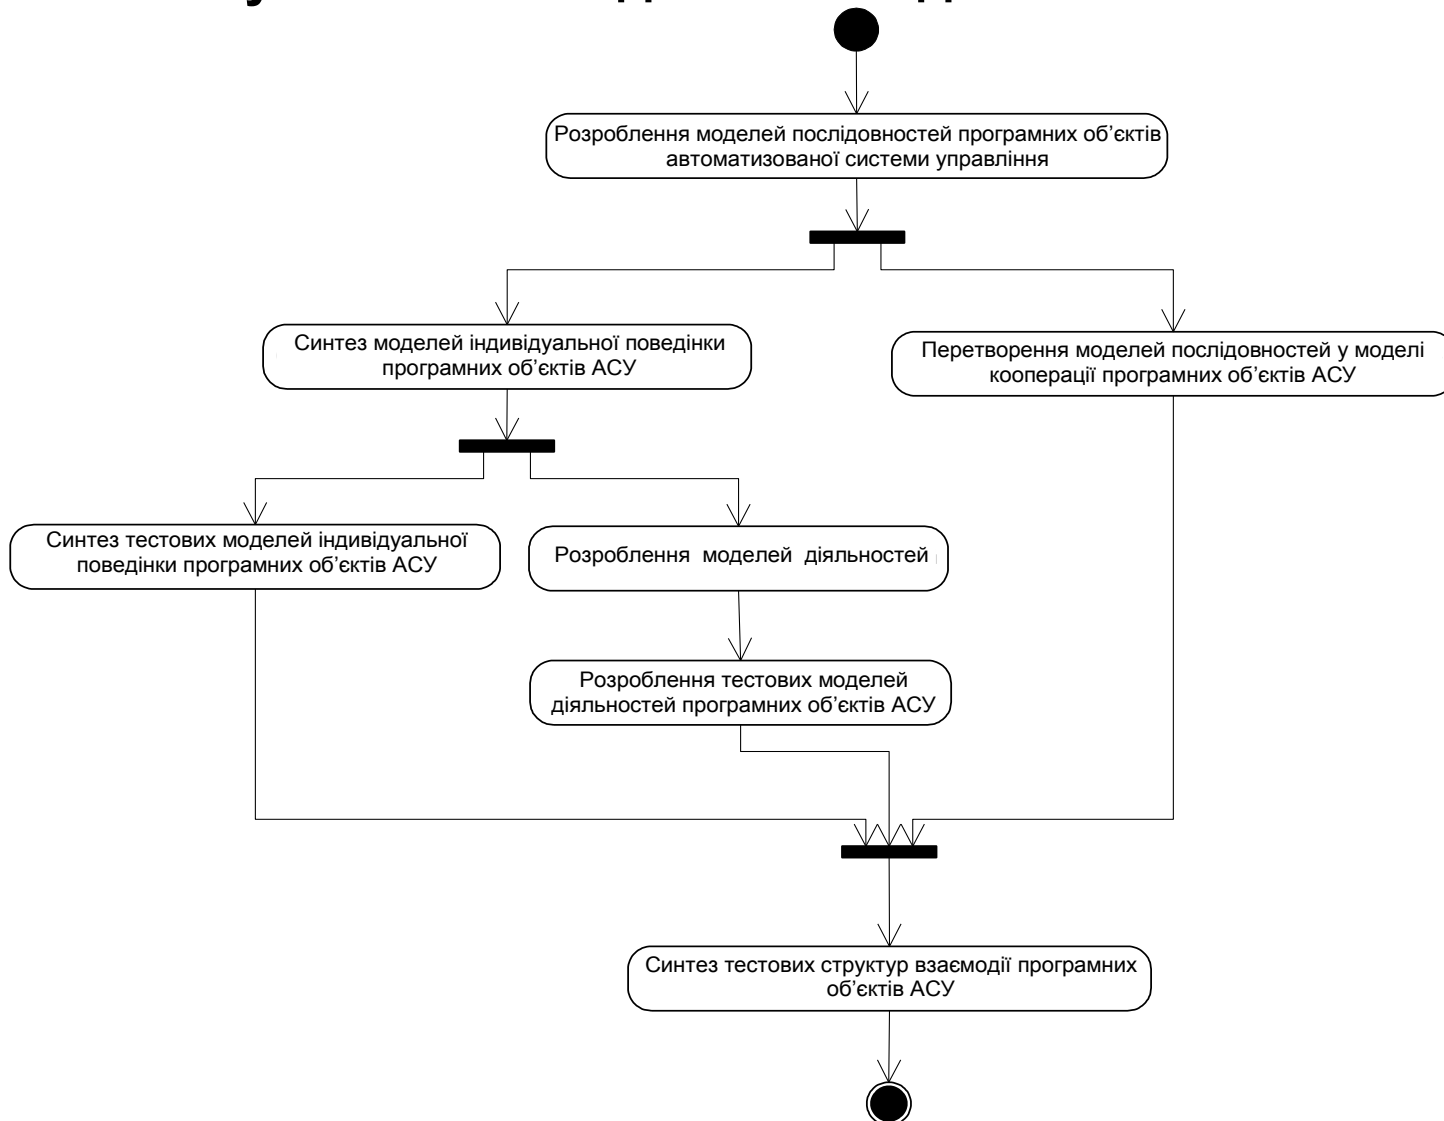 Розроблення моделей послідовностей програмних об’єктів
автоматизованої системи управління
Синтез моделей індивідуальної поведінки
програмних об’єктів АСУ
Перетворення моделей послідовностей у моделі
кооперації програмних об’єктів АСУ
Синтез тестових моделей індивідуальної
поведінки програмних об’єктів АСУ
Розроблення моделей діяльностей
Розроблення тестових моделей
діяльностей програмних об’єктів АСУ
Синтез тестових структур взаємодії програмних
об’єктів АСУ